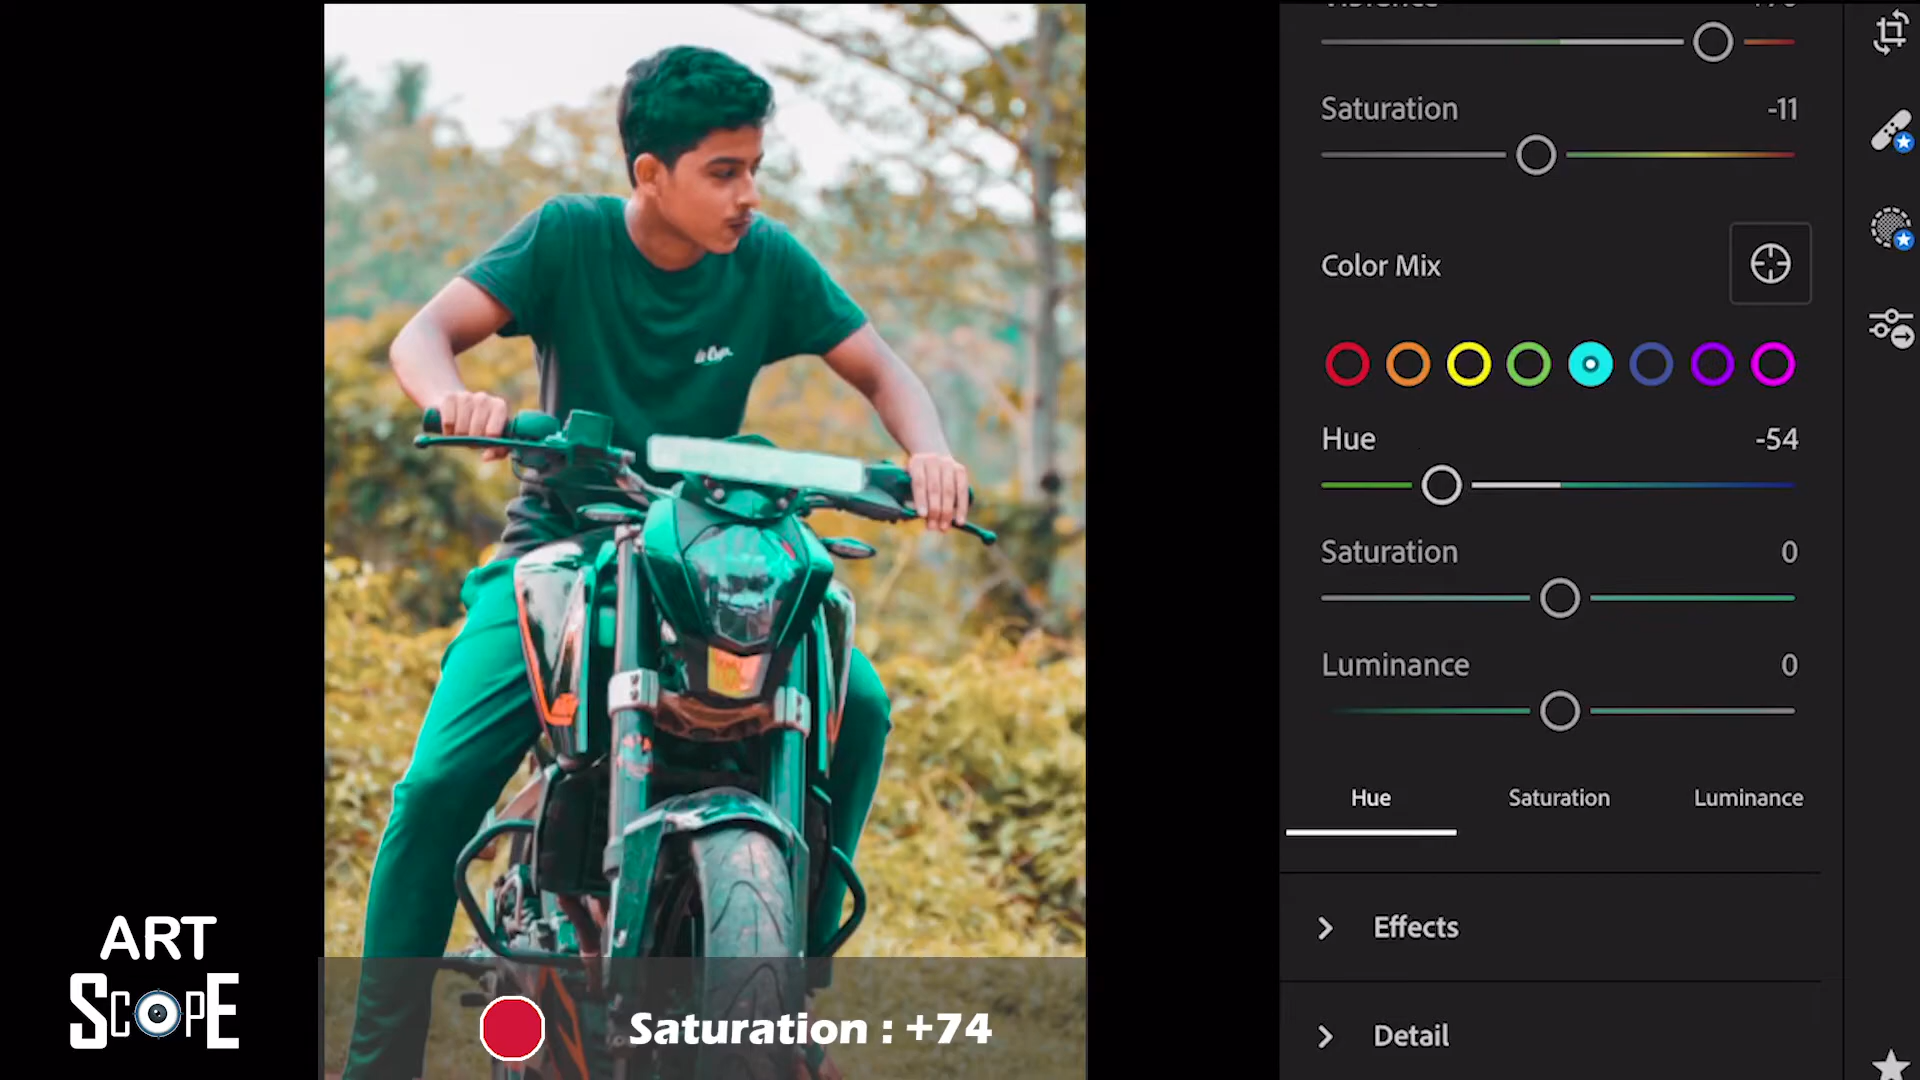 Saturation
-11
Color Mix
Hue
-54
Saturation
0
Luminance
0
Hue Saturation Luminance
Effects
Detail
ART
SCOPE
Saturation : +74